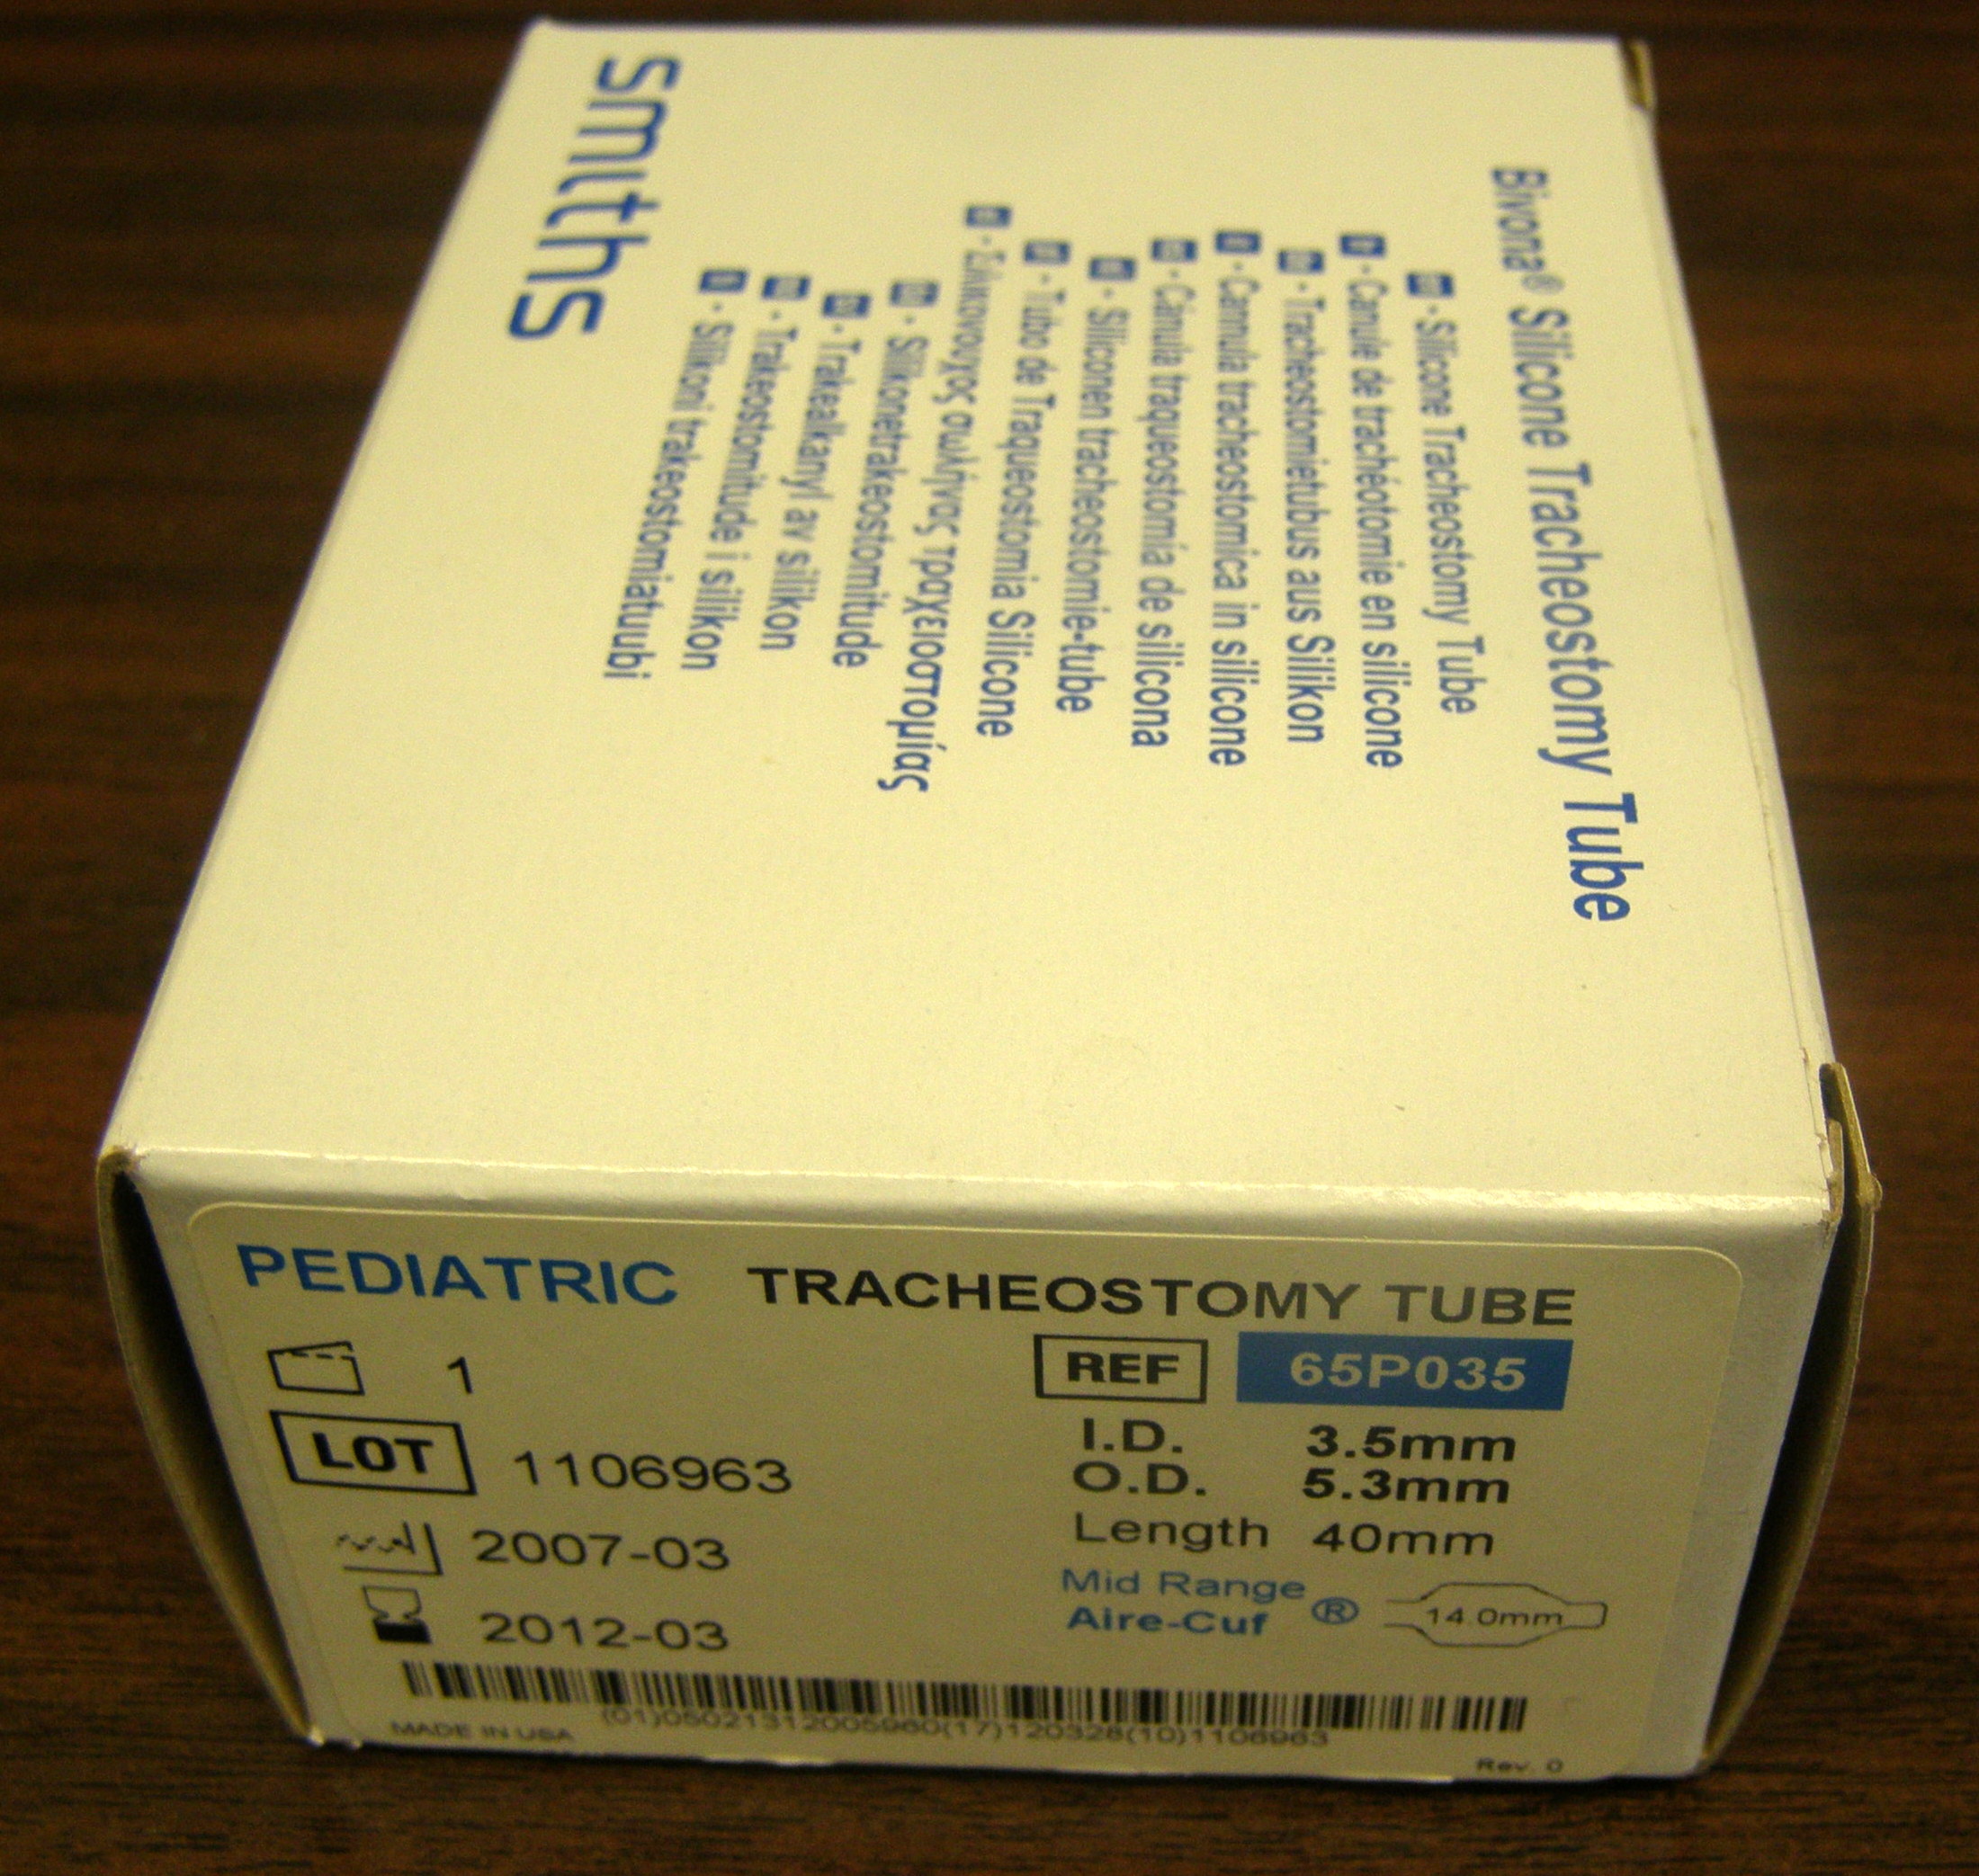 smiths
Bivona® Silicone Tracheostomy Tube
- Silicone Tracheostomy Tube
- Canule de trachéotomie en silicone
- Tracheostomietubus aus Silikon
- Cannula tracheostomica in silicone
- Cánula traqueostomía de silicona
- Siliconen tracheostomie-tube
- Tubo de Traqueostomia Silicone
- Σιλικονούχος σωλήνας τραχειοστομίας
- Silikonetrakeostomitude
- Trakealkanyl av silikon
- Trakeostomitude i silikon
- Silikoni trakeostomiatuubi
PEDIATRIC TRACHEOSTOMY TUBE
1
REF 65P035
LOT 1106963
I.D. 3.5mm
O.D. 5.3mm
2007-03
Length 40mm
2012-03
Mid Range
Aire-Cuf ® 14.0mm
(01)05021312005960(17)120328(10)1106963
MADE IN USA
Rev. 0